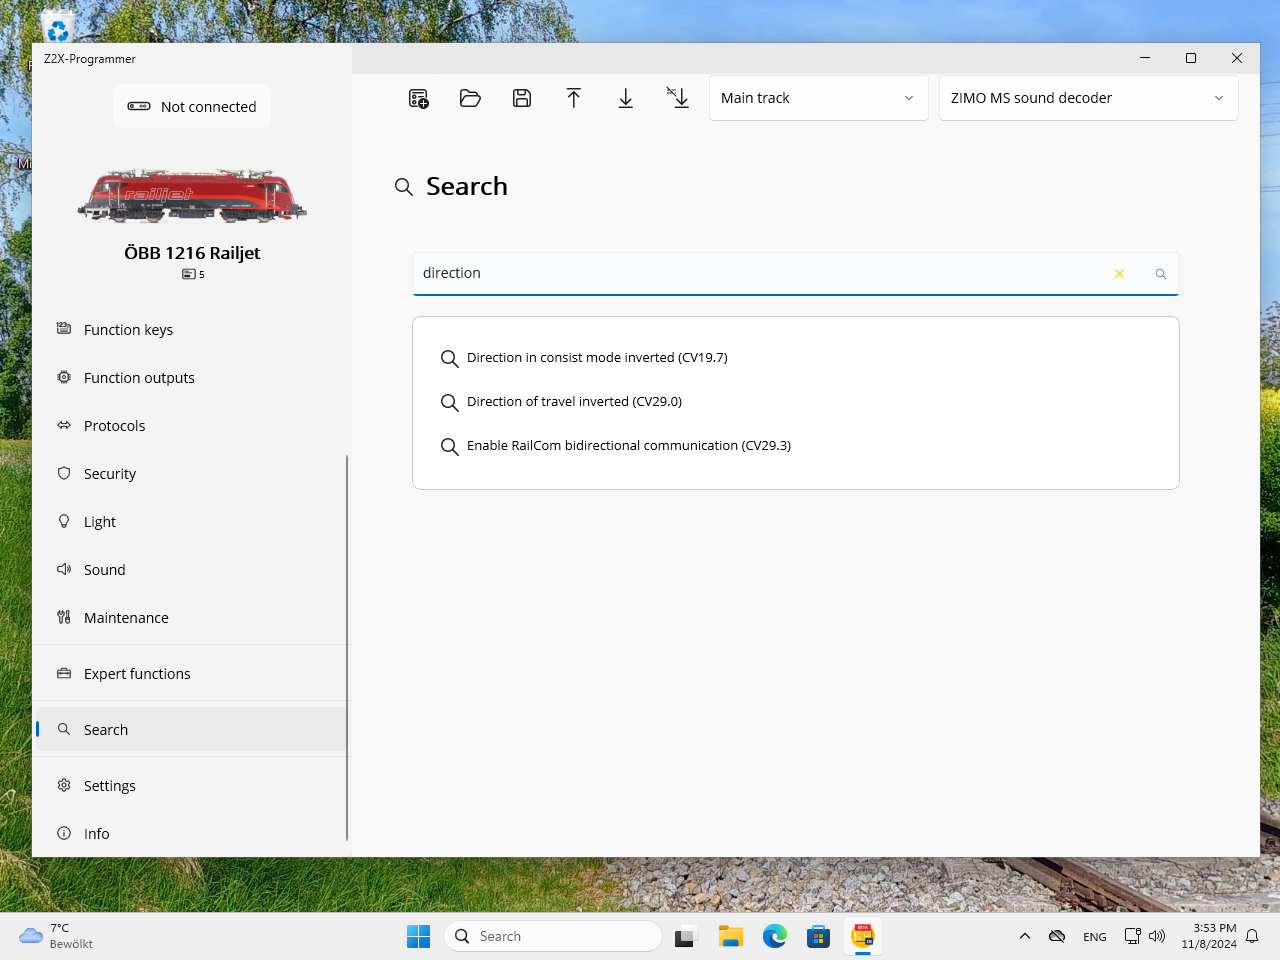 Z2X-Programmer
Not connected
Main track
ZIMO MS sound decoder
railjet
ÖBB 1216 Railjet
5
Function keys
Function outputs
Protocols
Security
Light
Sound
Maintenance
Expert functions
Search
Settings
Info
Search
direction
Direction in consist mode inverted (CV19.7)
Direction of travel inverted (CV29.0)
Enable RailCom bidirectional communication (CV29.3)
7°C
Bewölkt
Search
BETA
ENG
3:53 PM
11/8/2024